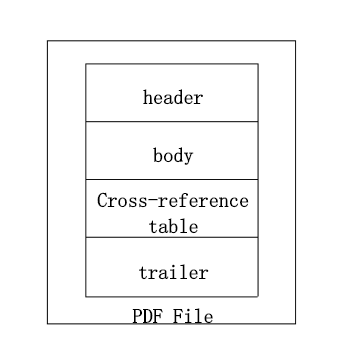 header
body
Cross-reference
table
trailer
PDF File